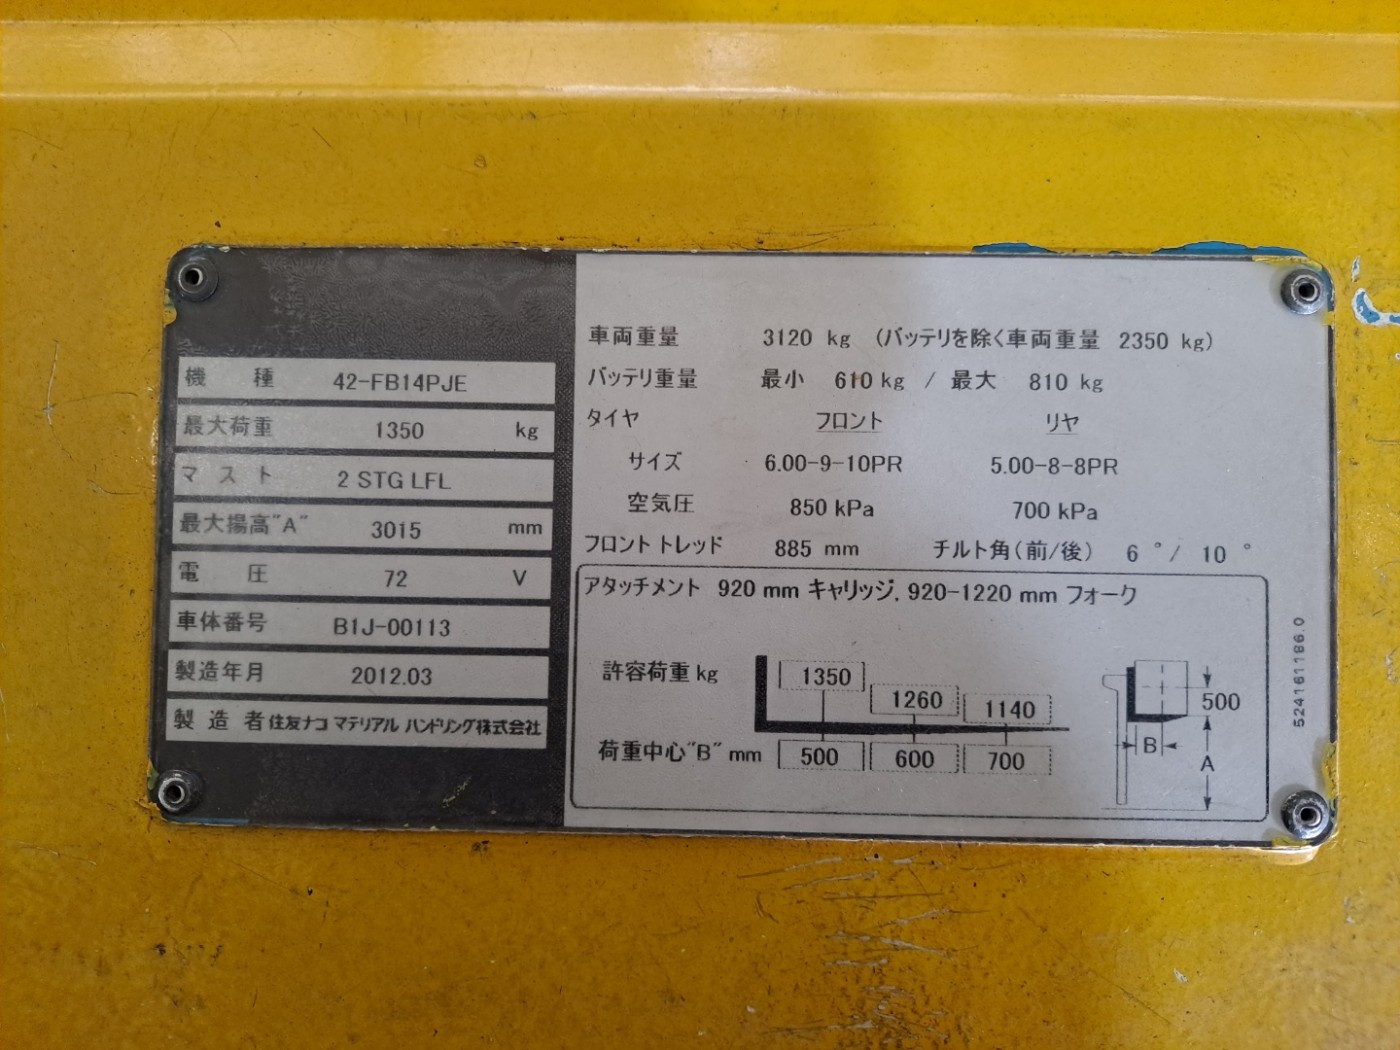 機種 42-FB14PJE
最大荷重 1350 kg
マスト 2 STG LFL
最大揚高"A" 3015 mm
電圧 72 V
車体番号 B1J-00113
製造年月 2012.03
製造者 住友ナコ マテリアル ハンドリング株式会社
車両重量 3120 kg (バッテリを除く車両重量 2350 kg)
バッテリ重量 最小 610 kg / 最大 810 kg
タイヤ フロント リヤ
サイズ 6.00-9-10PR 5.00-8-8PR
空気圧 850 kPa 700 kPa
フロント トレッド 885 mm チルト角(前/後) 6 °/ 10 °
アタッチメント 920 mm キャリッジ, 920-1220 mm フォーク
許容荷重 kg 1350 1260 1140
荷重中心"B" mm 500 600 700
500
B
A
524161186.0